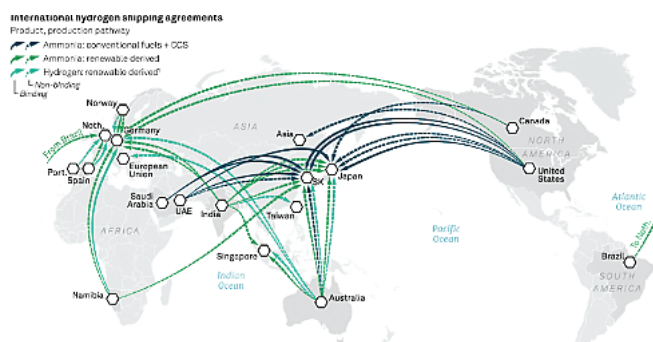 International hydrogen shipping agreements
Product, production pathway
Ammonia: conventional fuels + CCS
Ammonia: renewable derived
Hydrogen: renewable derived
Non-binding
Binding
Norway
Neth.
Germany
From Brazil
Port.
Spain
European
Union
ASIA
Asia
Canada
NORTH
AMERICA
United
States
SK
Japan
Saudi
Arabia
UAE
India
Taiwan
AFRICA
Singapore
Pacific
Ocean
Atlantic
Ocean
Indian
Ocean
To Neth.
Brazil
SOUTH
AMERICA
Namibia
Australia